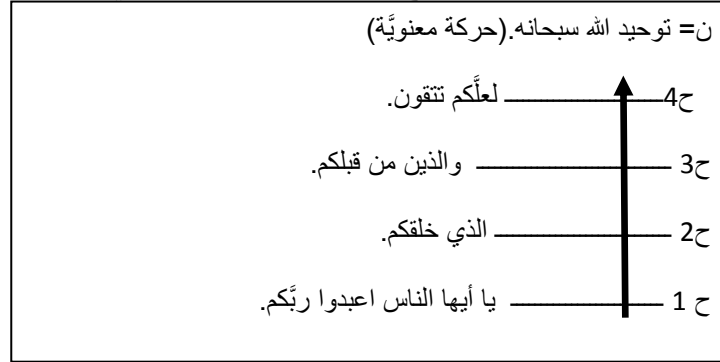 ن= توحيد الله سبحانه.(حركة معنويَّة)
ح4 لعلَّكم تتقون.
ح3 والذين من قبلكم.
ح2 الذي خلقكم.
ح 1 يا أيها الناس اعبدوا ربَّكم.